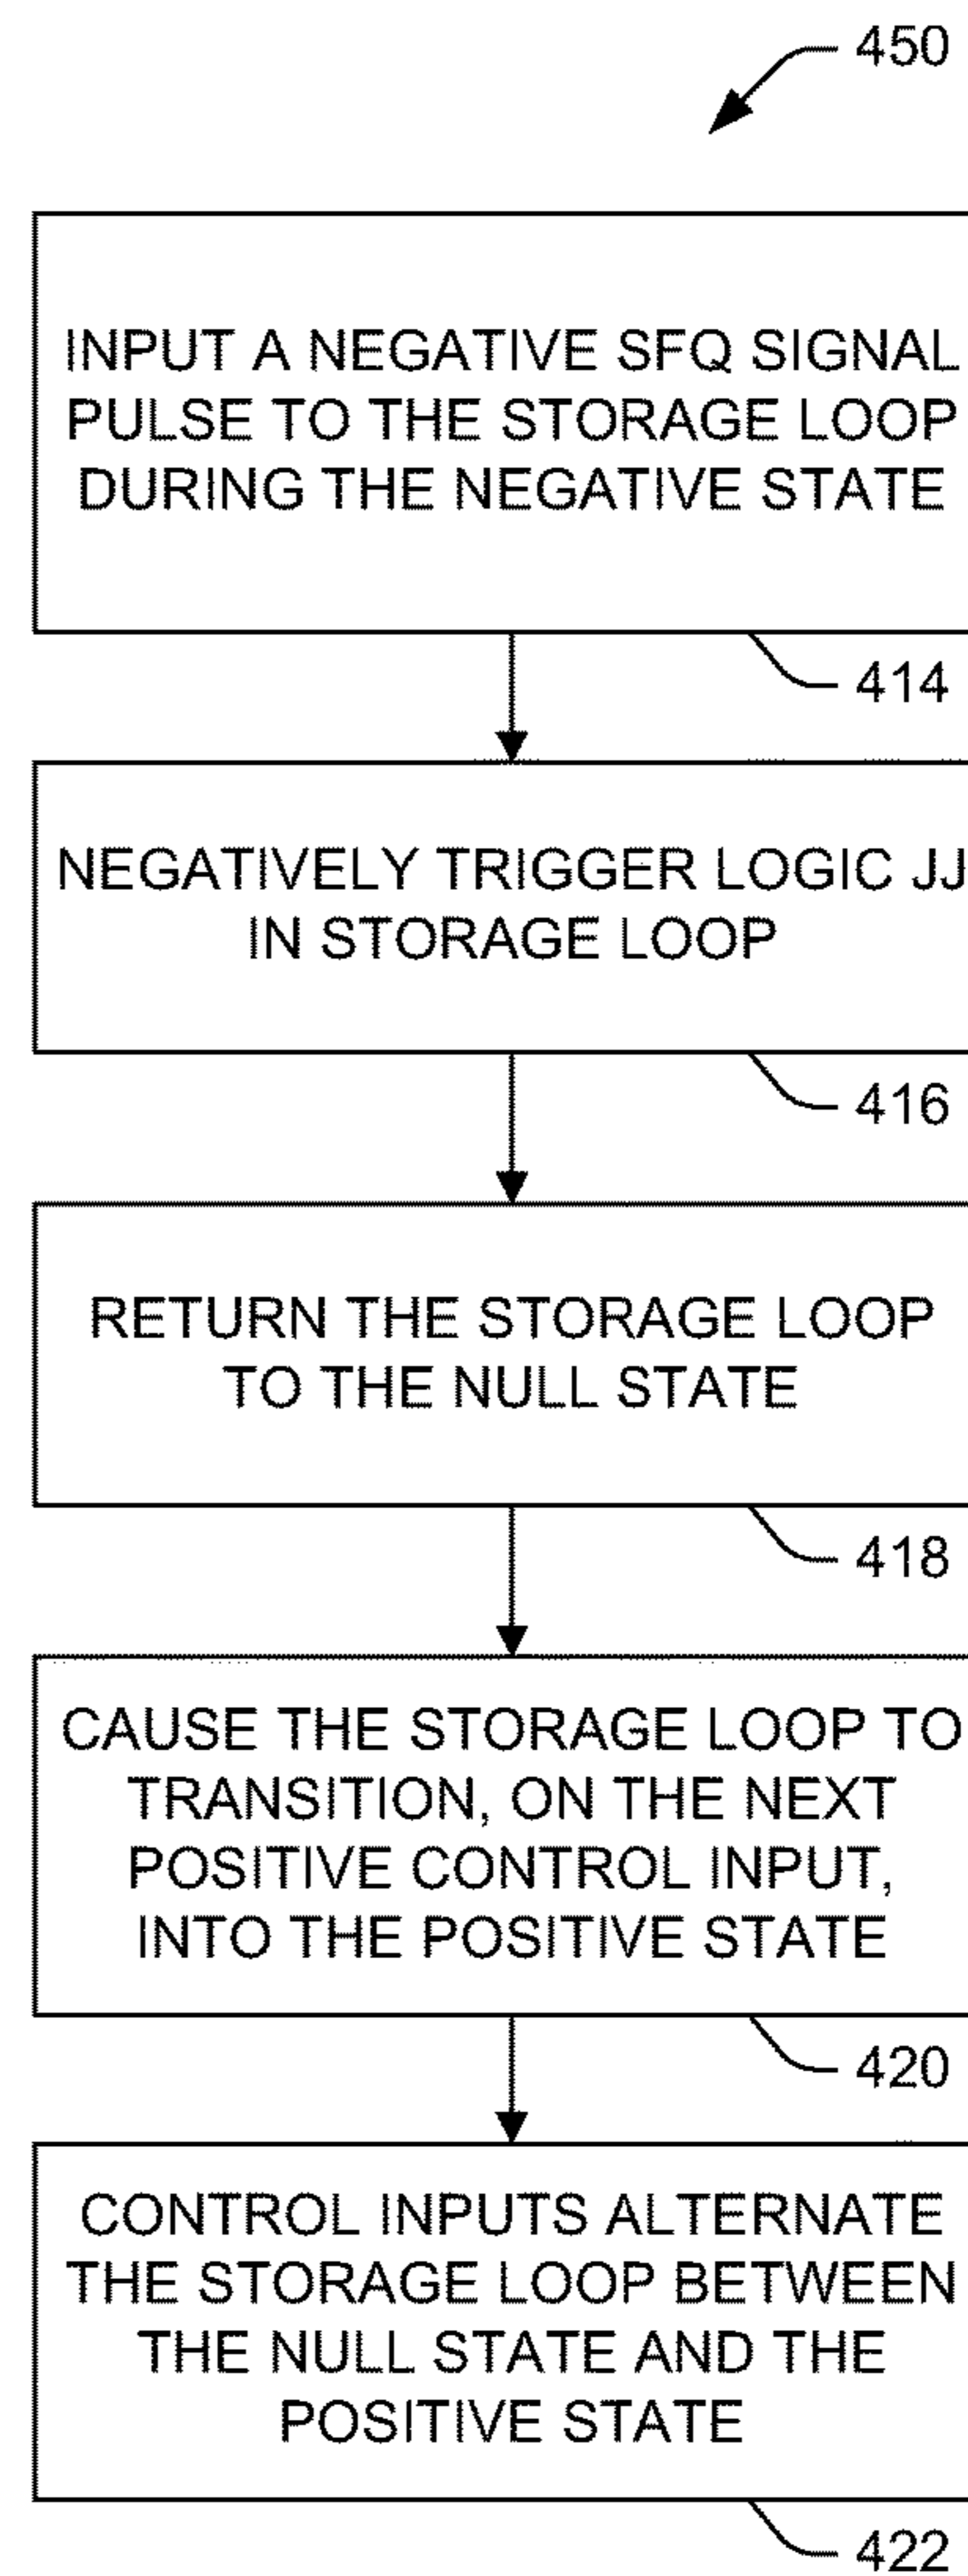 450
INPUT A NEGATIVE SFQ SIGNAL
PULSE TO THE STORAGE LOOP
DURING THE NEGATIVE STATE
414
NEGATIVELY TRIGGER LOGIC JJ
IN STORAGE LOOP
416
RETURN THE STORAGE LOOP
TO THE NULL STATE
418
CAUSE THE STORAGE LOOP TO
TRANSITION, ON THE NEXT
POSITIVE CONTROL INPUT,
INTO THE POSITIVE STATE
420
CONTROL INPUTS ALTERNATE
THE STORAGE LOOP BETWEEN
THE NULL STATE AND THE
POSITIVE STATE
422